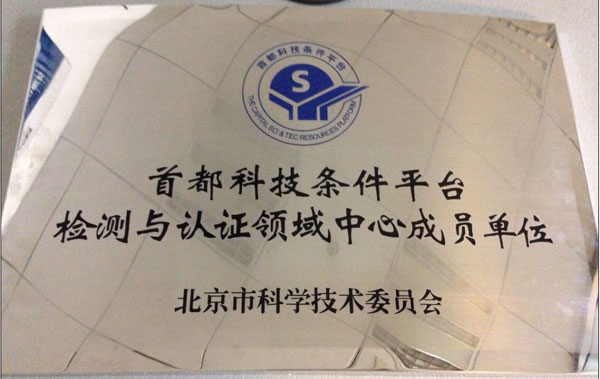 首都科技条件平台
S
THE CAPITAL SCI & TEC RESOURCES PLATFORM
首都科技条件平台
检测与认证领域中心成员单位
北京市科学技术委员会